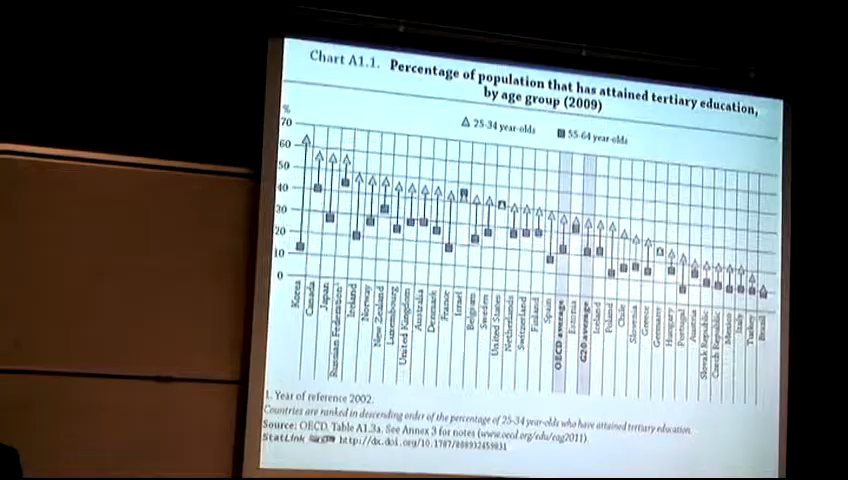 Chart A1.1. Percentage of population that has attained tertiary education,
by age group (2009)
%
25-34 year-olds 55-64 year-olds
70
60
50
40
30
20
10
0
Korea
Canada
Japan
Russian Federation¹
Ireland
Norway
New Zealand
Luxembourg
United Kingdom
Australia
Denmark
France
Israel
Belgium
Sweden
United States
Netherlands
Switzerland
Finland
Spain
OECD average
Estonia
G20 average
Iceland
Poland
Chile
Slovenia
Greece
Germany
Hungary
Portugal
Austria
Slovak Republic
Czech Republic
Mexico
Italy
Turkey
Brazil
1. Year of reference 2002.
Countries are ranked in descending order of the percentage of 25-34 year-olds who have attained tertiary education.
Source: OECD. Table A1.3a. See Annex 3 for notes (www.oecd.org/edu/eag2011).
StatLink http://dx.doi.org/10.1787/888932459831